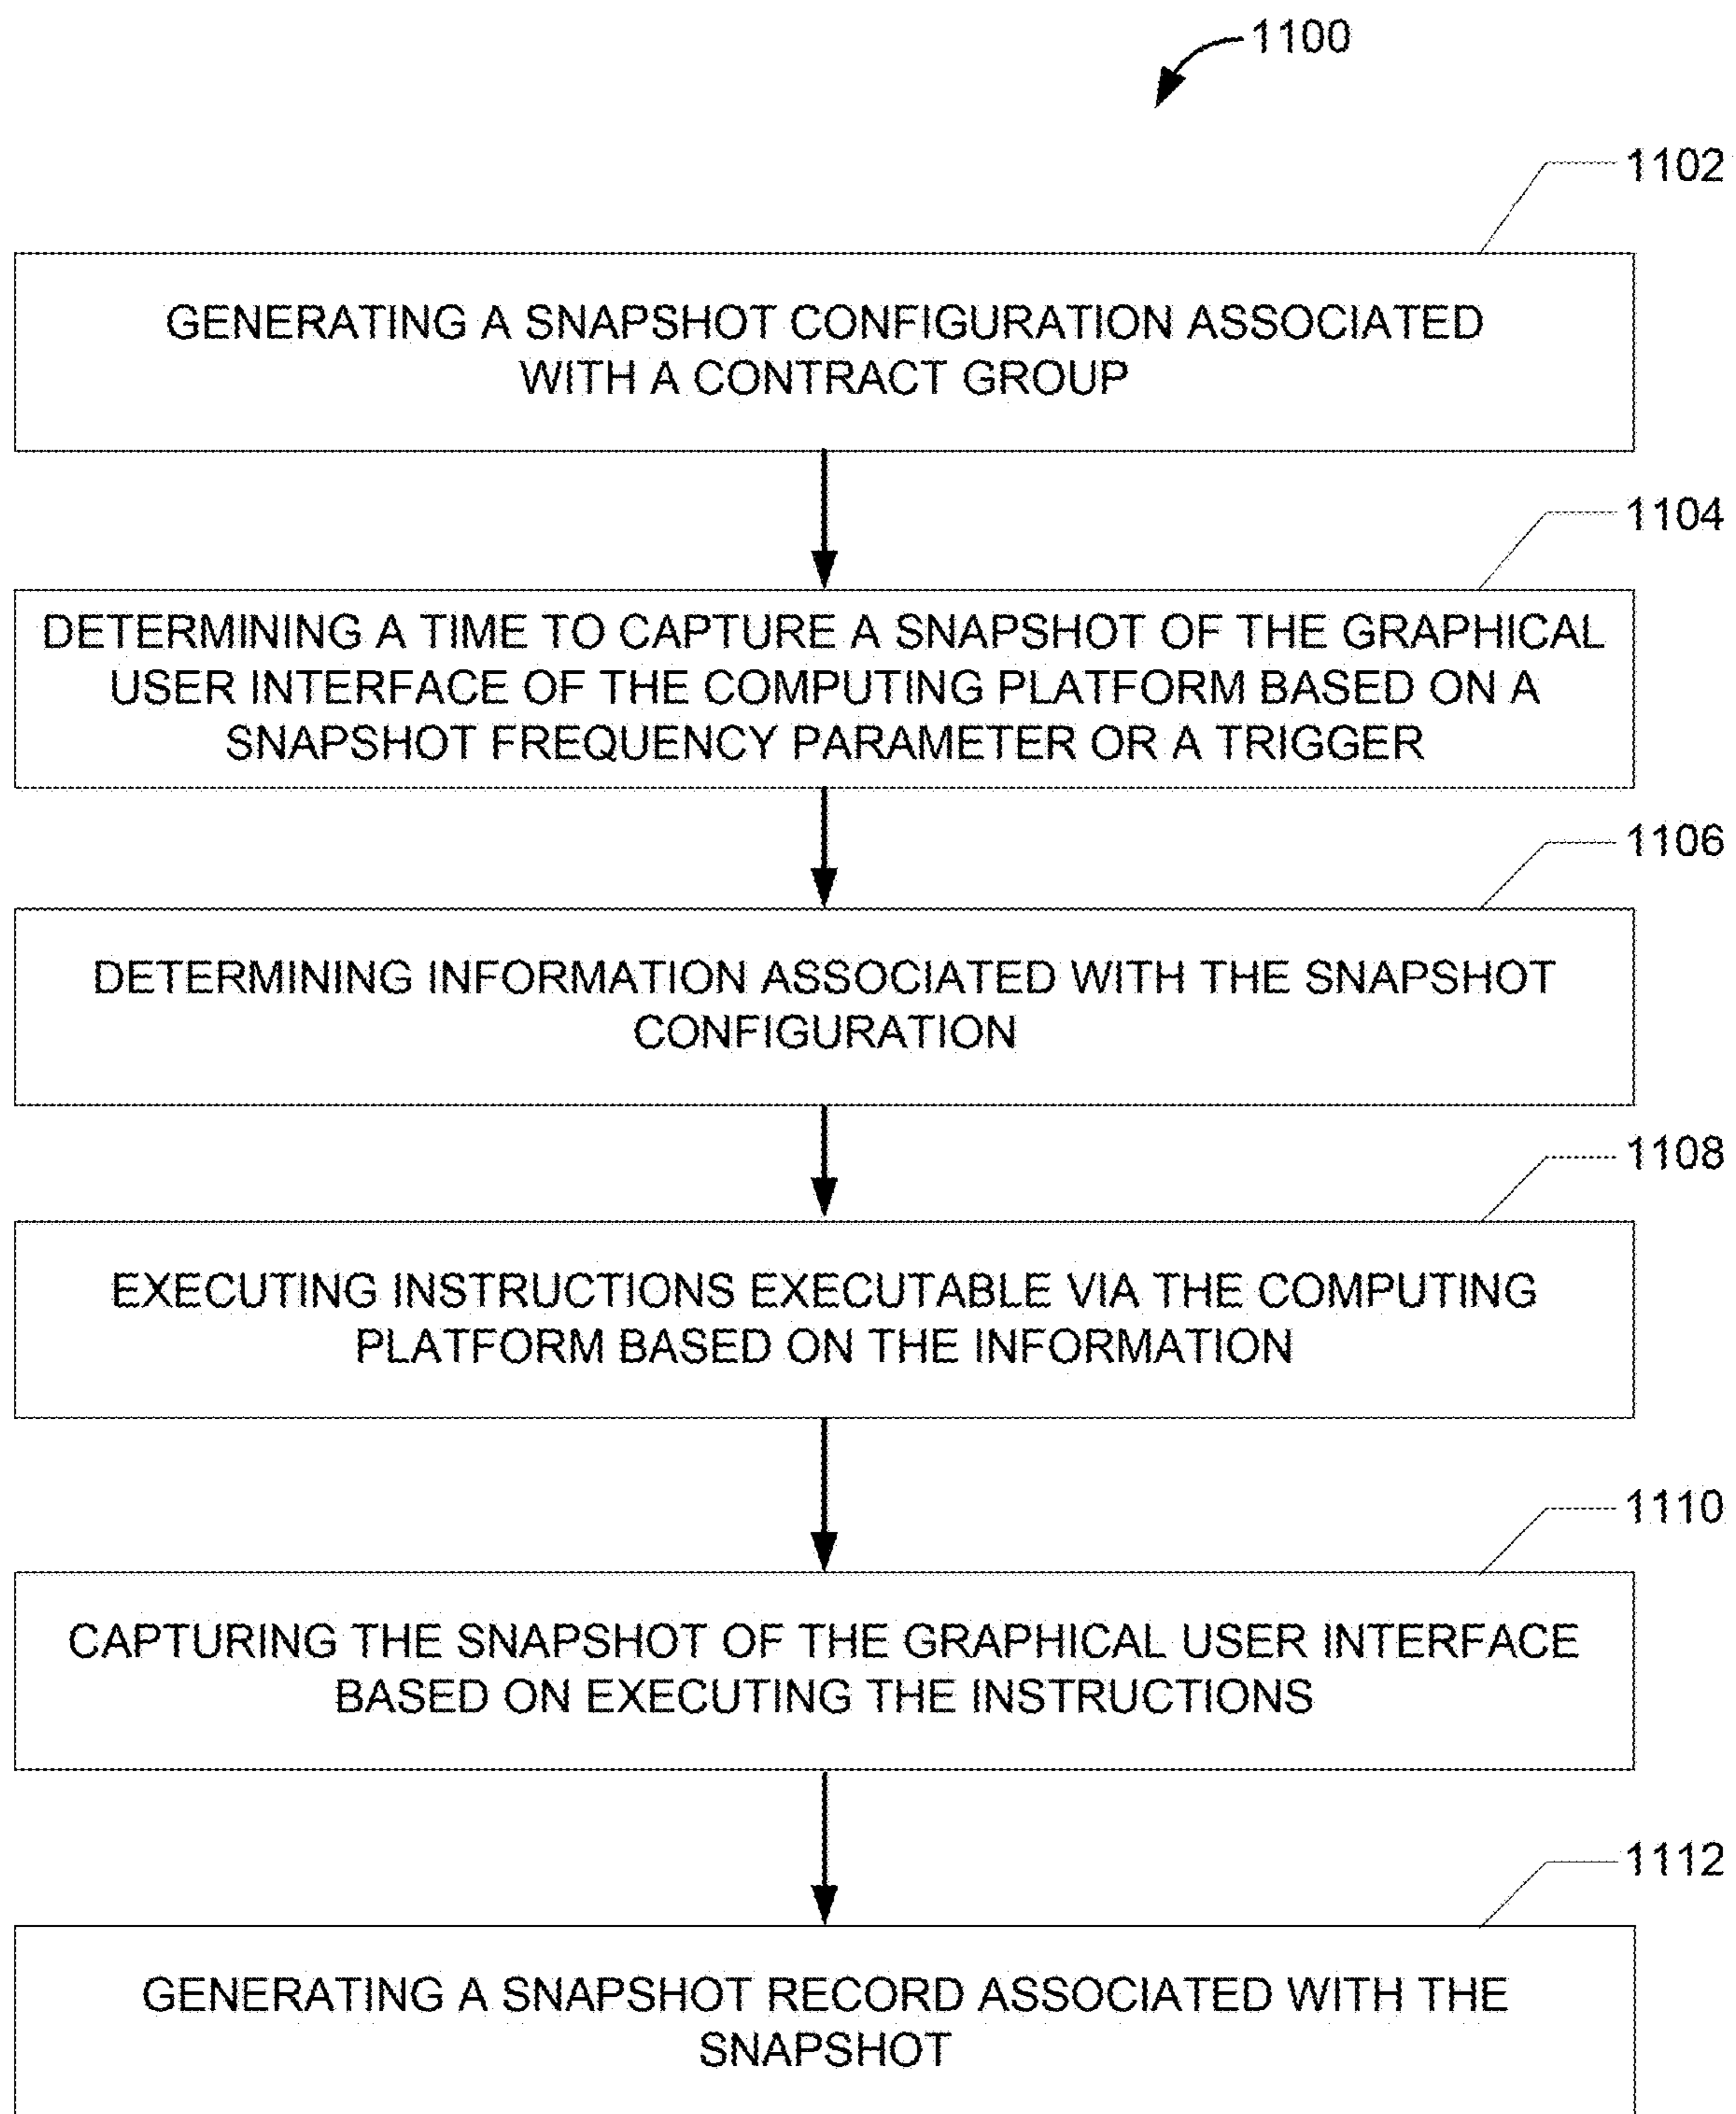 1100
1102
GENERATING A SNAPSHOT CONFIGURATION ASSOCIATED
WITH A CONTRACT GROUP
1104
DETERMINING A TIME TO CAPTURE A SNAPSHOT OF THE GRAPHICAL
USER INTERFACE OF THE COMPUTING PLATFORM BASED ON A
SNAPSHOT FREQUENCY PARAMETER OR A TRIGGER
1106
DETERMINING INFORMATION ASSOCIATED WITH THE SNAPSHOT
CONFIGURATION
1108
EXECUTING INSTRUCTIONS EXECUTABLE VIA THE COMPUTING
PLATFORM BASED ON THE INFORMATION
1110
CAPTURING THE SNAPSHOT OF THE GRAPHICAL USER INTERFACE
BASED ON EXECUTING THE INSTRUCTIONS
1112
GENERATING A SNAPSHOT RECORD ASSOCIATED WITH THE
SNAPSHOT